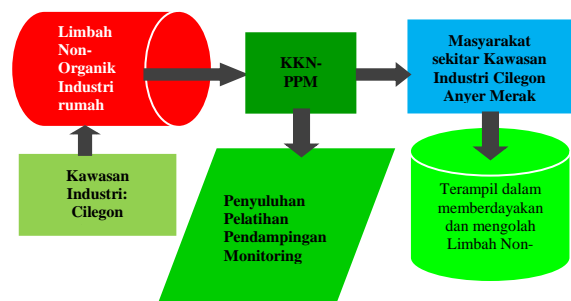 Limbah
Non-
Organik
Industri
rumah
KKN-
PPM
Masyarakat
sekitar Kawasan
Industri Cilegon
Anyer Merak
Kawasan
Industri:
Cilegon
Penyuluhan
Pelatihan
Pendampingan
Monitoring
Terampil dalam
memberdayakan
dan mengolah
Limbah Non-